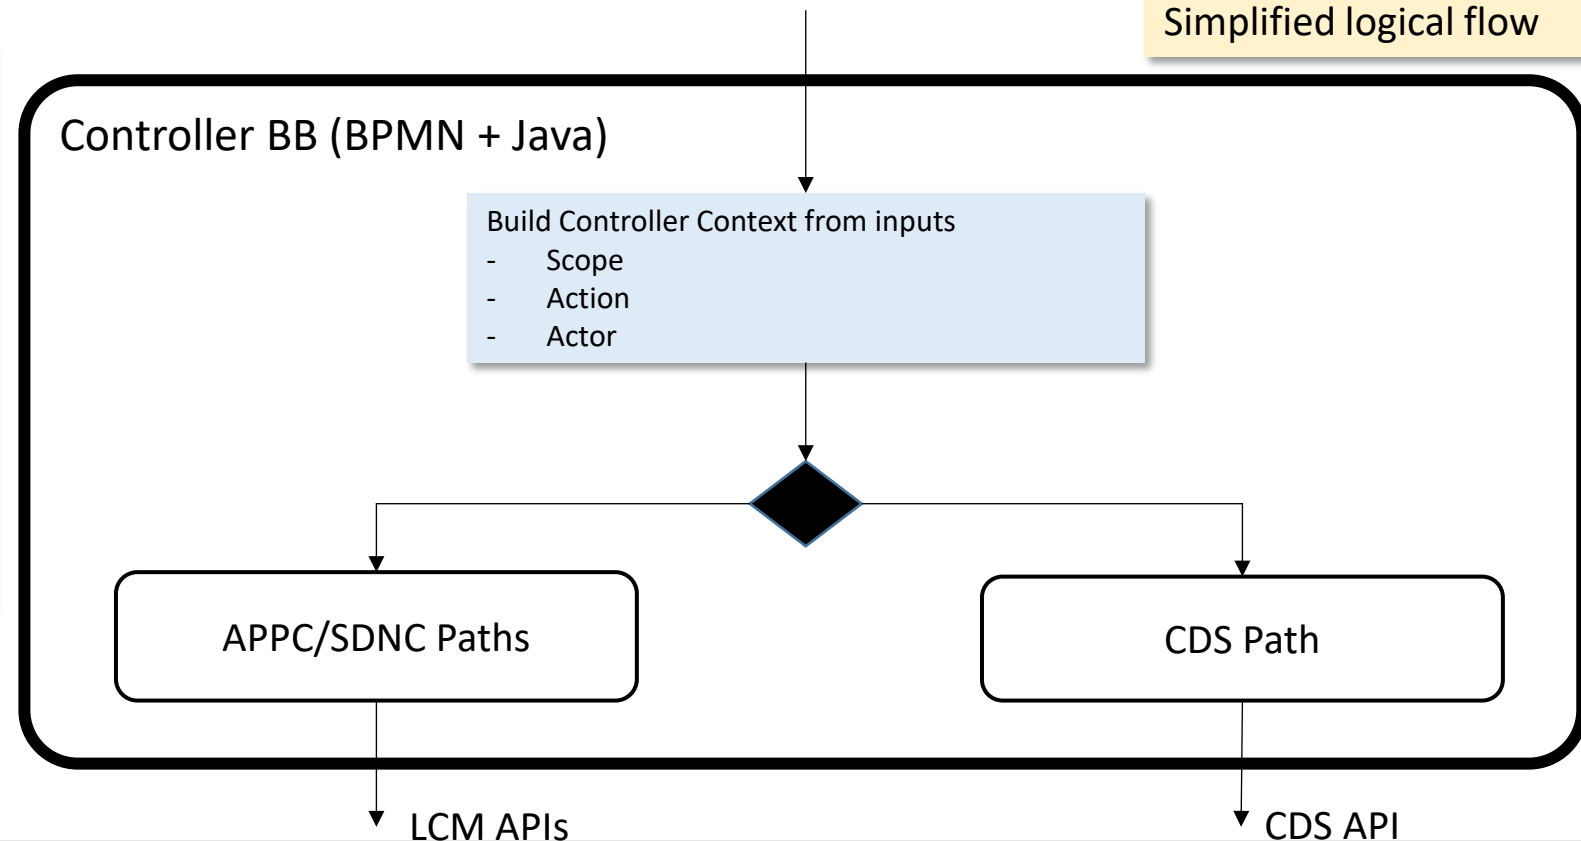 Simplified logical flow
Controller BB (BPMN + Java)
Build Controller Context from inputs
- Scope
- Action
- Actor
APPC/SDNC Paths
CDS Path
LCM APIs
CDS API